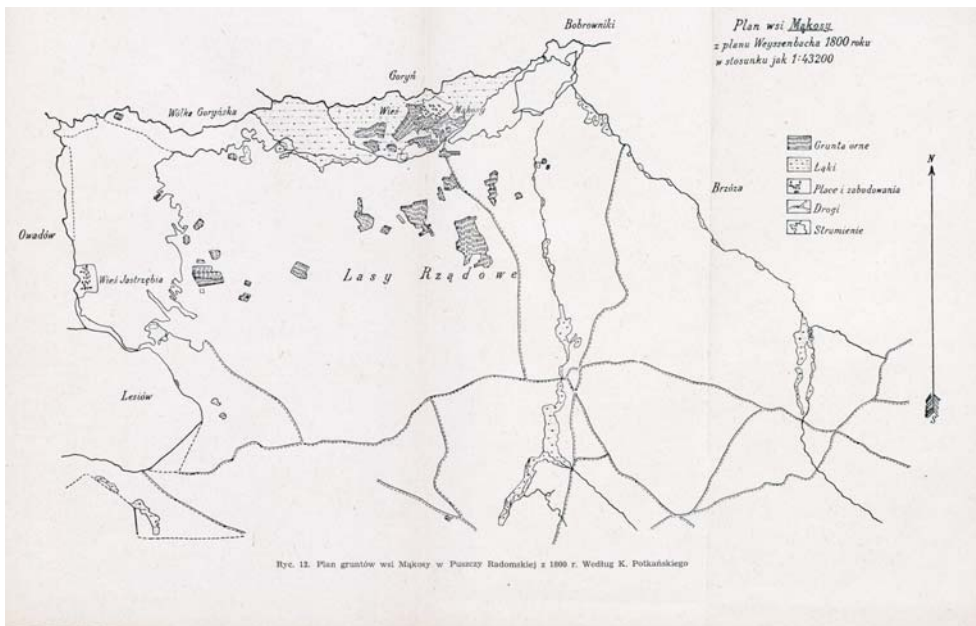 Bobrowniki
Plan wsi Mąkosy
z planu Weyssenbacha 1800 roku
w stosunku jak 1:43200
Goryń
Wólka Goryńska
Wieś Mąkosy
Grunta orne
Łąki
Place i zabudowania
Drogi
Strumienie
N
S
Brzóza
Owadów
Wieś Jastrzębia
Lasy Rządowe
Lesiów
Ryc. 12. Plan gruntów wsi Mąkosy w Puszczy Radomskiej z 1800 r. Według K. Potkańskiego